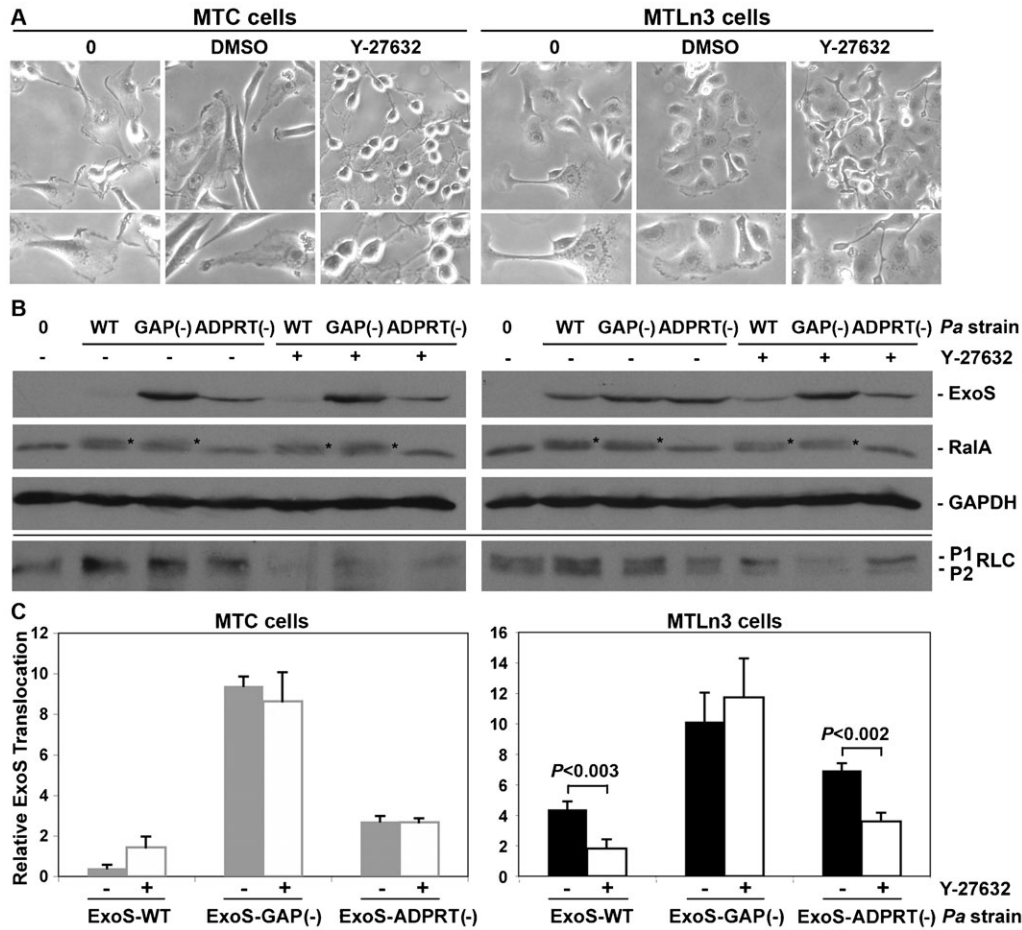 A
MTC cells
MTLn3 cells
0 DMSO Y-27632
0 DMSO Y-27632
B
0 WT GAP(-) ADPRT(-) WT GAP(-) ADPRT(-)
0 WT GAP(-) ADPRT(-) WT GAP(-) ADPRT(-) Pa strain
- - - - + + +
- - - - + + + Y-27632
- ExoS
* * * *
* * * *
- RalA
- GAPDH
- P1 RLC
- P2
C
MTC cells
Relative ExoS Translocation
12
10
8
6
4
2
0
- + - + - +
ExoS-WT ExoS-GAP(-) ExoS-ADPRT(-)
MTLn3 cells
16
14
12
10
8
6
4
2
0
P<0.003
P<0.002
- + - + - + Y-27632
ExoS-WT ExoS-GAP(-) ExoS-ADPRT(-) Pa strain